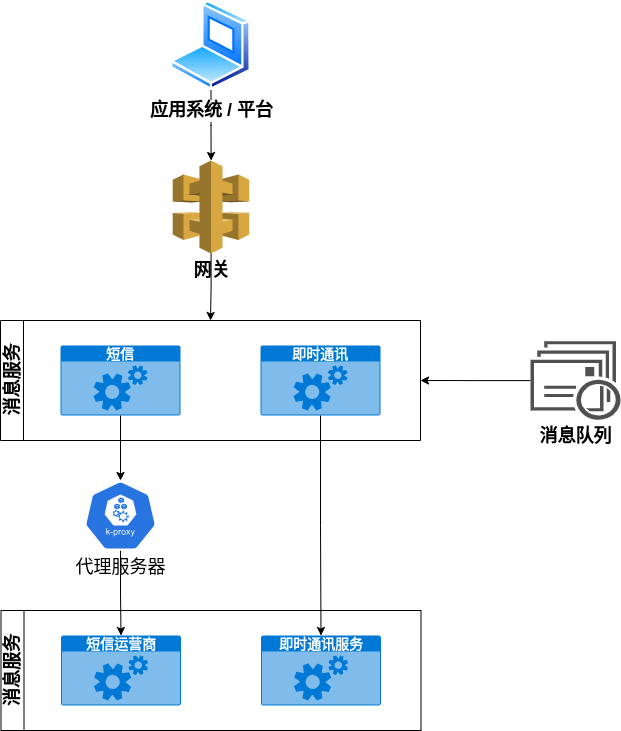 应用系统 / 平台
网关
消息服务
短信
即时通讯
消息队列
k-proxy
代理服务器
消息服务
短信运营商
即时通讯服务